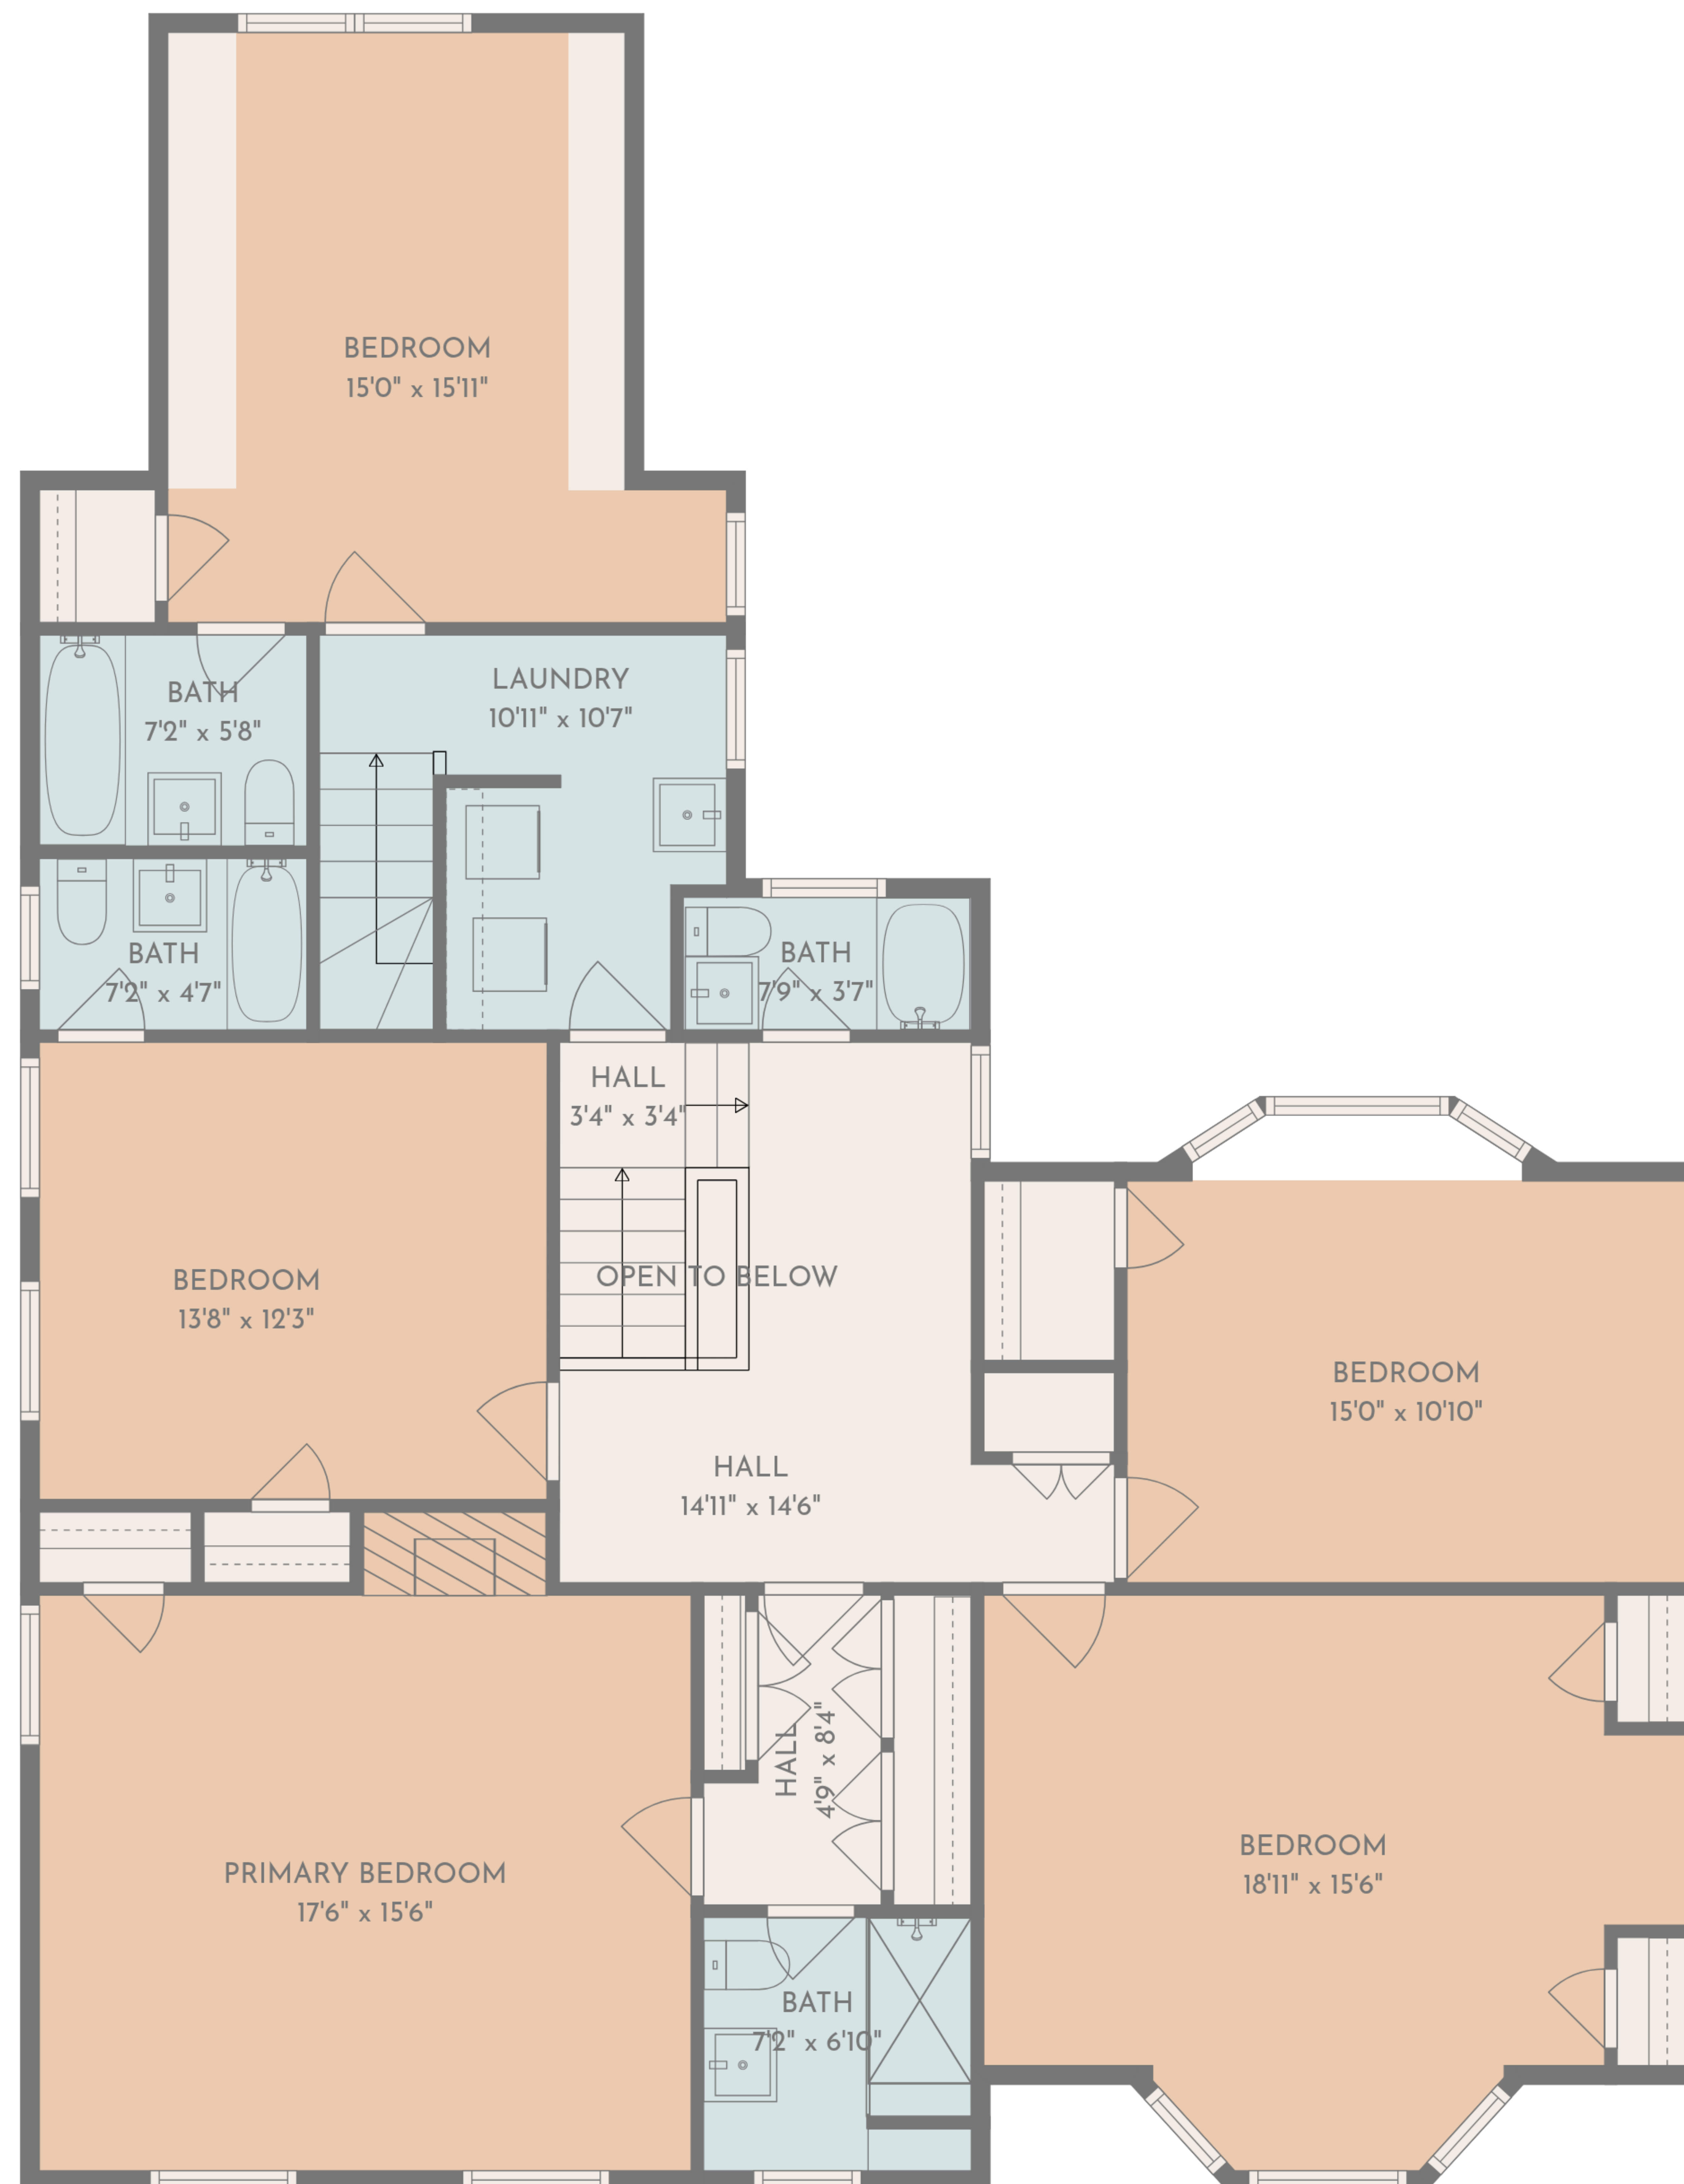 BEDROOM
15'0" x 15'11"
LAUNDRY
10'11" x 10'7"
BATH
7'2" x 5'8"
BATH
7'2" x 4'7"
BATH
7'9" x 3'7"
HALL
3'4" x 3'4"
OPEN TO BELOW
BEDROOM
13'8" x 12'3"
BEDROOM
15'0" x 10'10"
HALL
14'11" x 14'6"
HALL
4'9" x 8'4"
BEDROOM
18'11" x 15'6"
PRIMARY BEDROOM
17'6" x 15'6"
BATH
7'2" x 6'10"